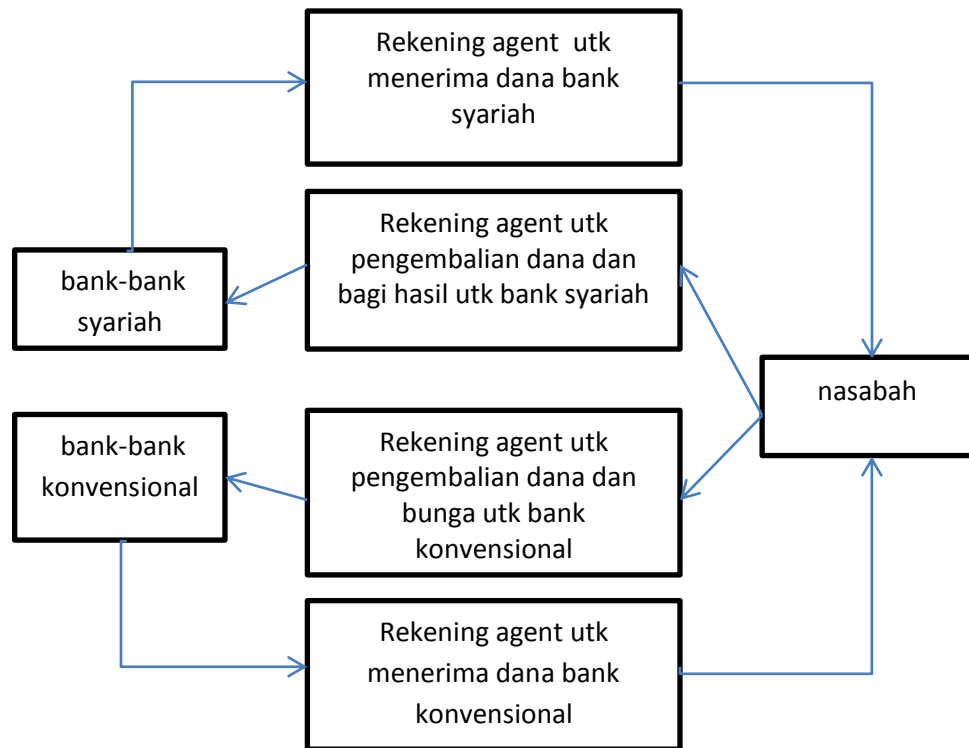 Rekening agent utk
menerima dana bank
syariah
Rekening agent utk
pengembalian dana dan
bagi hasil utk bank syariah
bank-bank
syariah
nasabah
bank-bank
konvensional
Rekening agent utk
pengembalian dana dan
bunga utk bank
konvensional
Rekening agent utk
menerima dana bank
konvensional